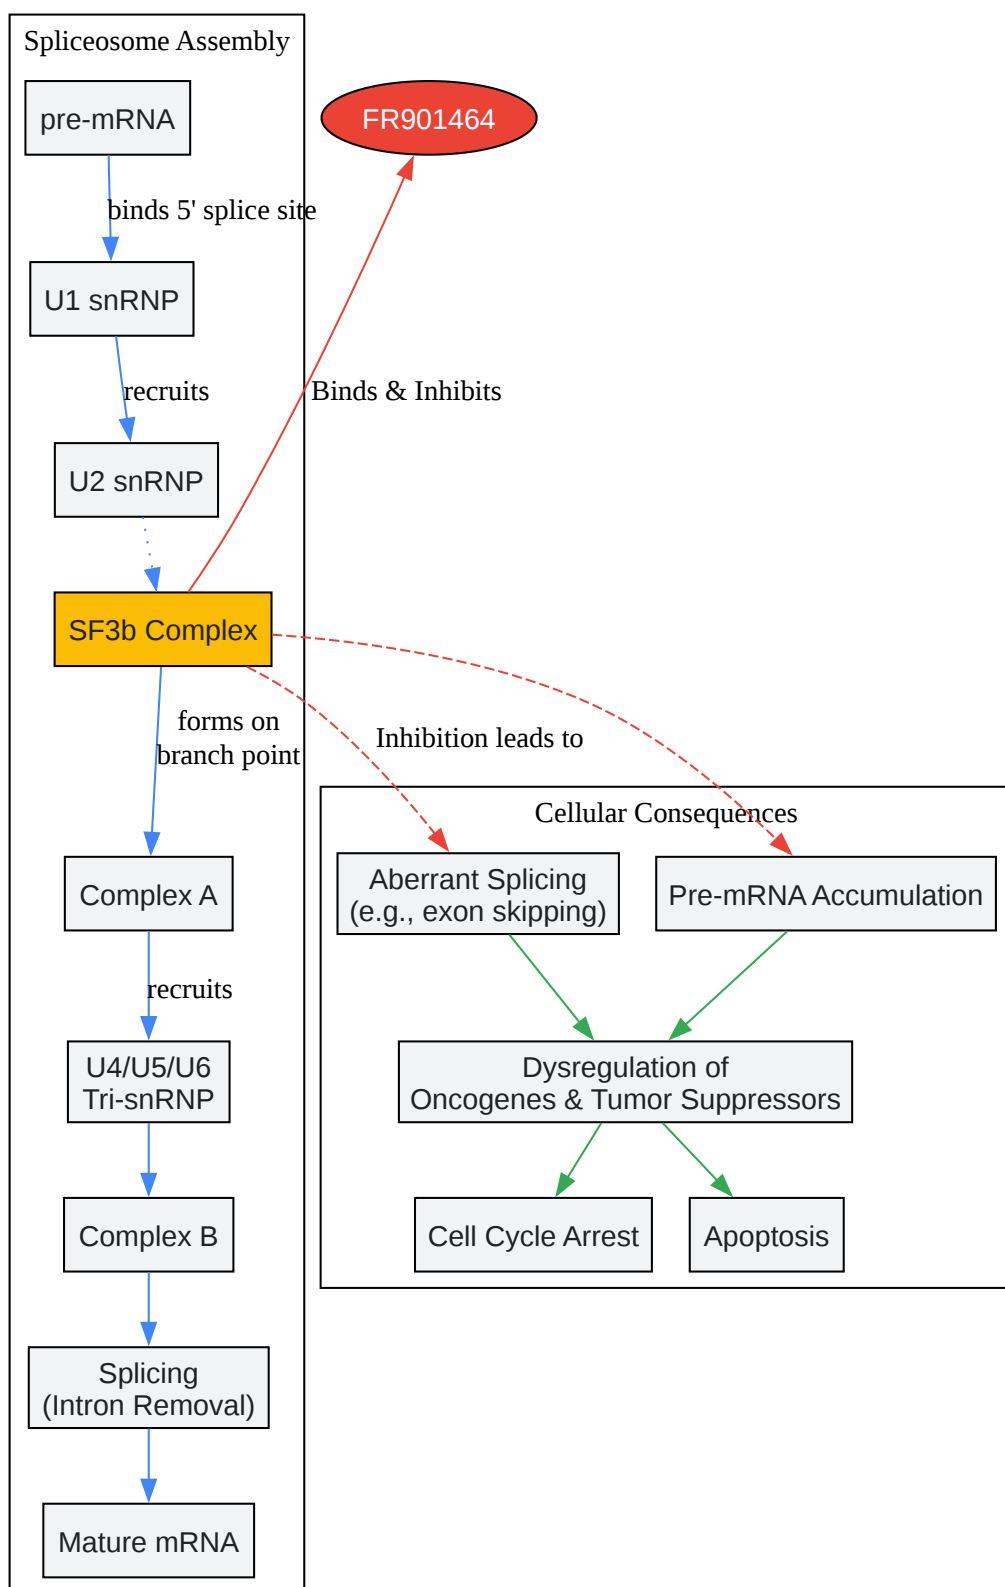 Spliceosome Assembly
pre-mRNA
FR901464
binds 5' splice site
U1 snRNP
recruits
Binds & Inhibits
U2 snRNP
SF3b Complex
forms on
branch point
Inhibition leads to
Cellular Consequences
Complex A
Aberrant Splicing
(e.g., exon skipping)
Pre-mRNA Accumulation
recruits
U4/U5/U6
Tri-snRNP
Dysregulation of
Oncogenes & Tumor Suppressors
Complex B
Cell Cycle Arrest
Apoptosis
Splicing
(Intron Removal)
Mature mRNA